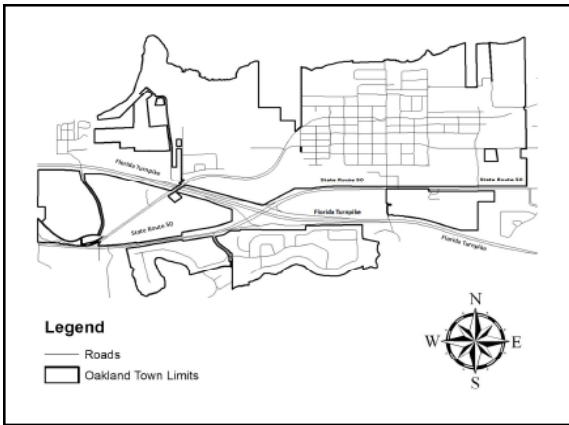 Florida Turnpike
State Route 50
State Route 50
Florida Turnpike
State Route 50
Florida Turnpike
Legend
Roads
Oakland Town Limits
N
W E
S